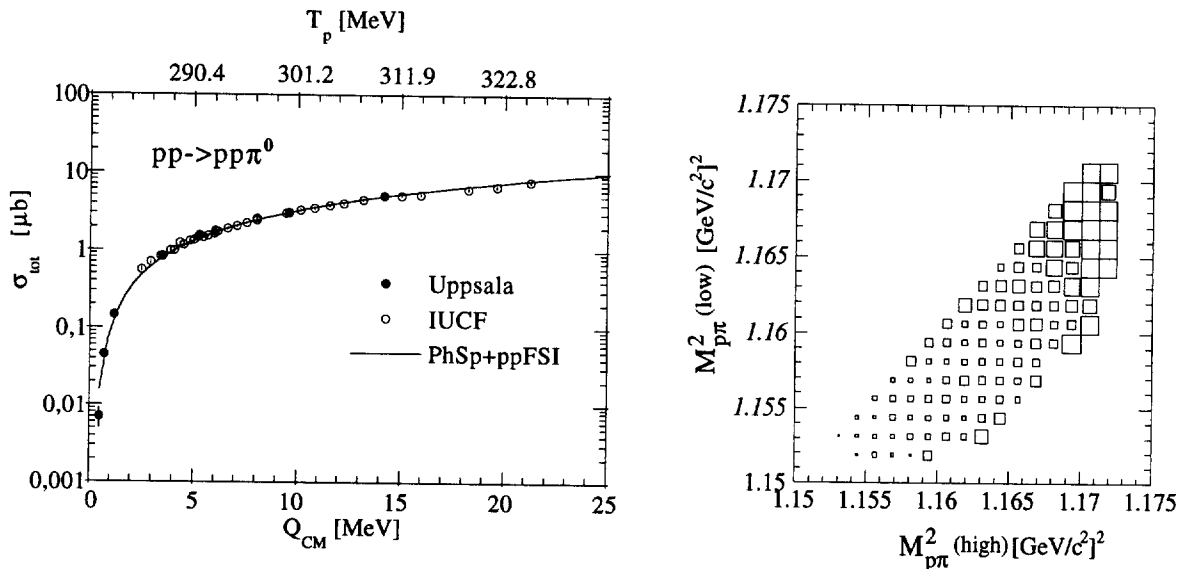 T_p [MeV]
290.4 301.2 311.9 322.8
100
10
1
0,1
0,01
0,001
σ_tot [μb]
pp->ppπ⁰
Uppsala
IUCF
PhSp+ppFSI
0 5 10 15 20 25
Q_CM [MeV]
1.175
1.17
1.165
1.16
1.155
1.15
M²_pπ (low) [GeV/c²]²
1.15 1.155 1.16 1.165 1.17 1.175
M²_pπ (high) [GeV/c²]²